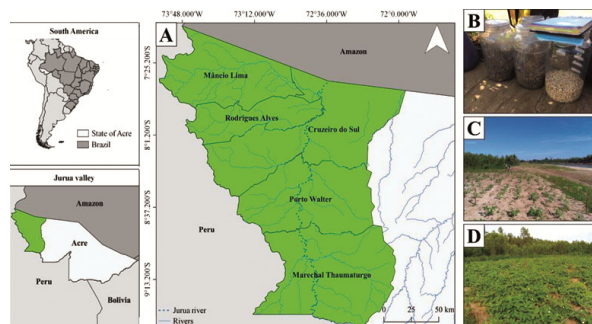 South America
State of Acre
Brazil
Jurua valley
Amazon
Acre
Peru
Bolivia
A
73°48.000'W
73°12.000'W
72°36.000'W
72°0.000'W
7°25.200'S
8°1.200'S
8°37.200'S
9°13.200'S
Amazon
Mâncio Lima
Rodrigues Alves
Cruzeiro do Sul
Porto Walter
Peru
Marechal Thaumaturgo
Jurua river
Rivers
0
25
50 km
B
C
D